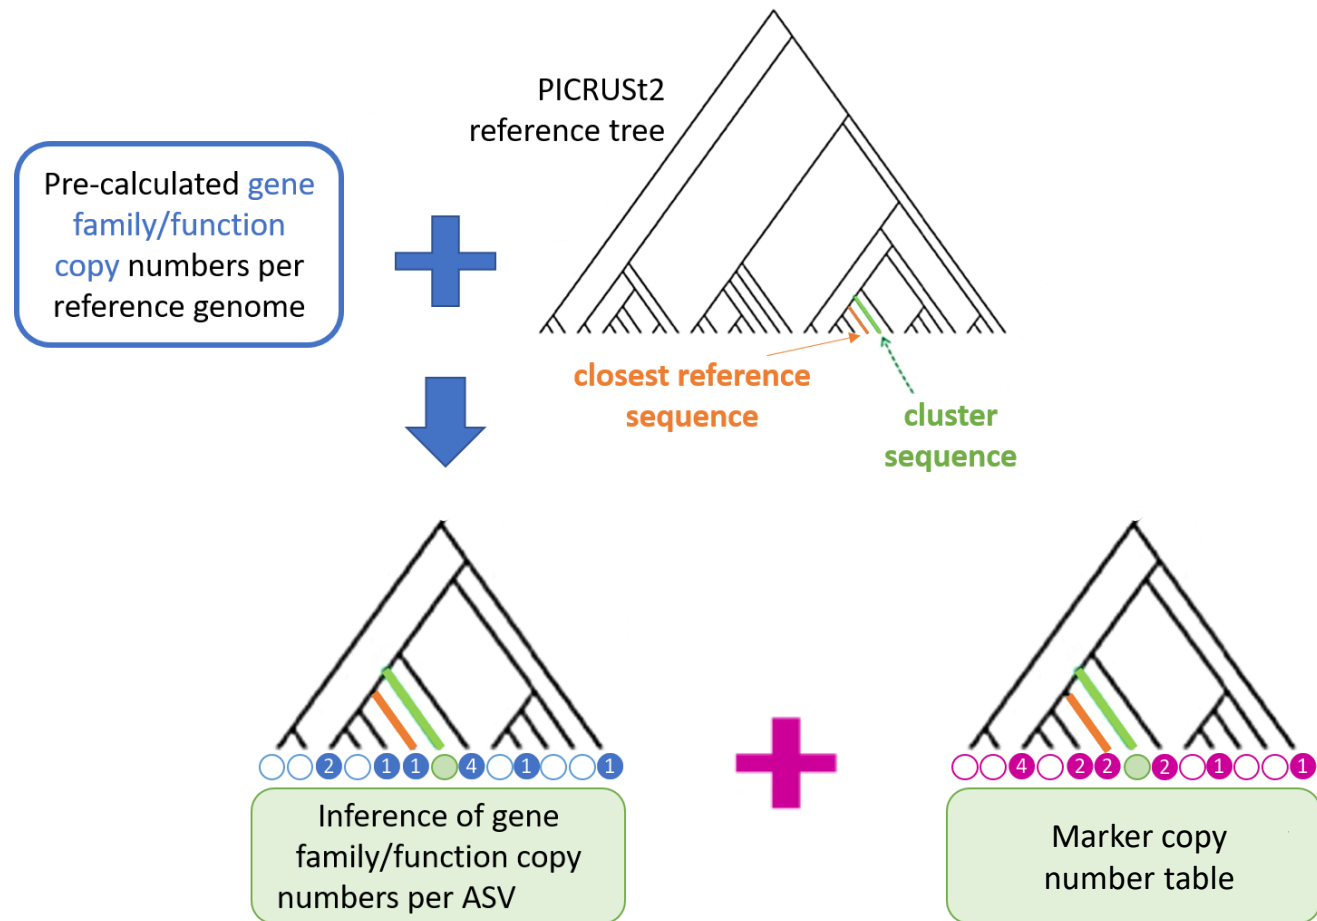 PICRUSt2
reference tree
Pre-calculated gene
family/function
copy numbers per
reference genome
closest reference
sequence
cluster
sequence
2 1 1 4 1 1
4 2 2 2 1 1
Inference of gene
family/function copy
numbers per ASV
Marker copy
number table